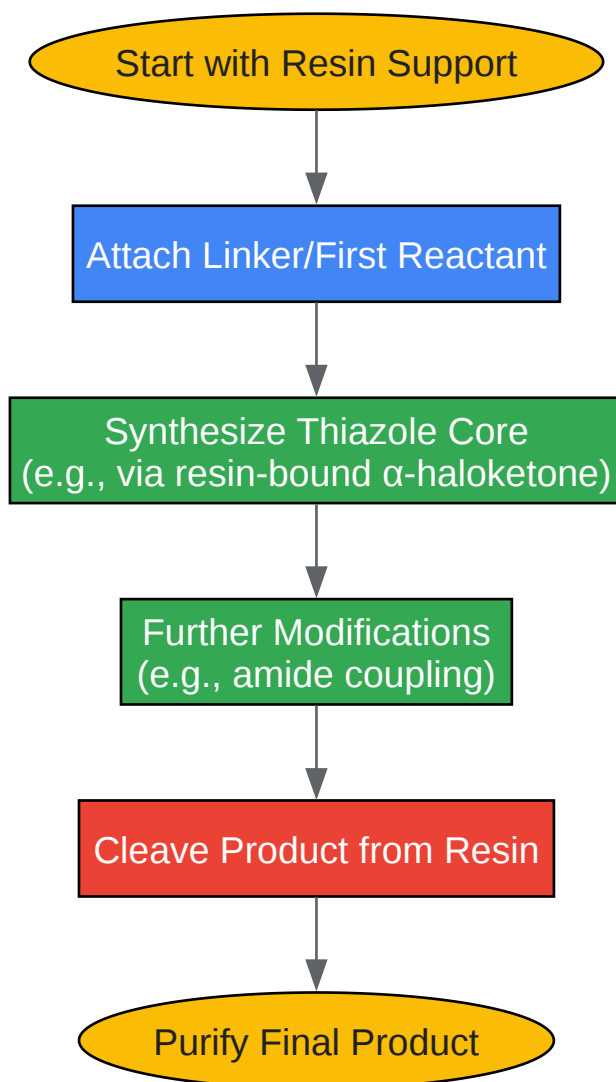 Start with Resin Support
Attach Linker/First Reactant
Synthesize Thiazole Core
(e.g., via resin-bound α-haloketone)
Further Modifications
(e.g., amide coupling)
Cleave Product from Resin
Purify Final Product